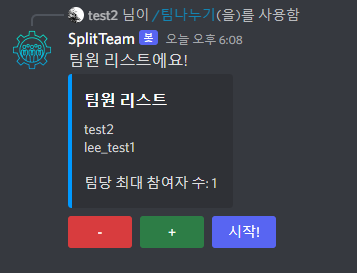 test2 님이 /팀나누기(을)를 사용함
SplitTeam 봇 오늘 오후 6:08
팀원 리스트에요!
팀원 리스트
test2
lee_test1
팀당 최대 참여자 수: 1
- + 시작!